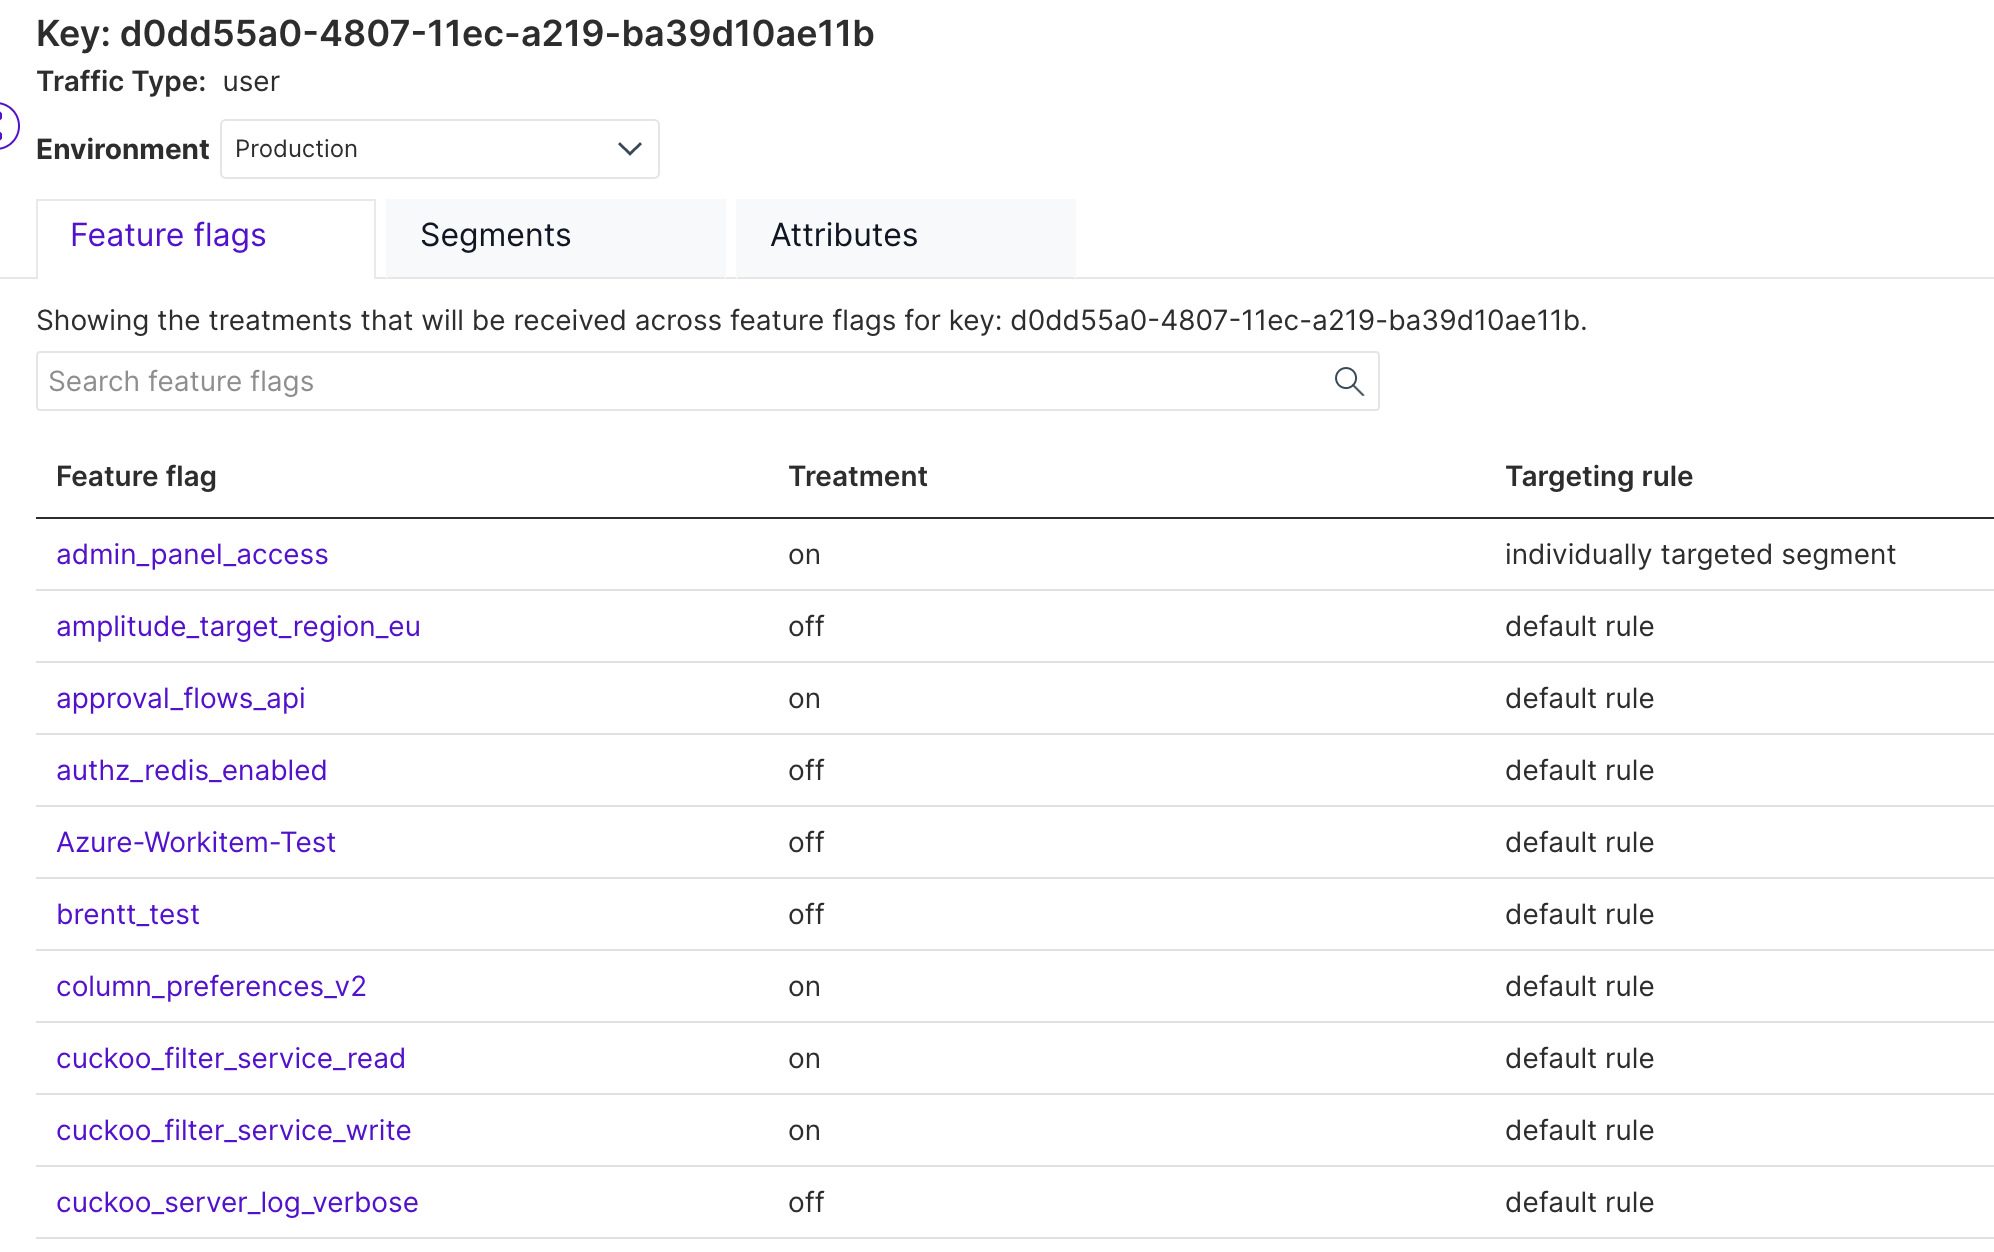 Key: d0dd55a0-4807-11ec-a219-ba39d10ae11b
Traffic Type: user
Environment Production
Feature flags Segments Attributes
Showing the treatments that will be received across feature flags for key: d0dd55a0-4807-11ec-a219-ba39d10ae11b.
Search feature flags
Feature flag Treatment Targeting rule
admin_panel_access on individually targeted segment
amplitude_target_region_eu off default rule
approval_flows_api on default rule
authz_redis_enabled off default rule
Azure-Workitem-Test off default rule
brentt_test off default rule
column_preferences_v2 on default rule
cuckoo_filter_service_read on default rule
cuckoo_filter_service_write on default rule
cuckoo_server_log_verbose off default rule